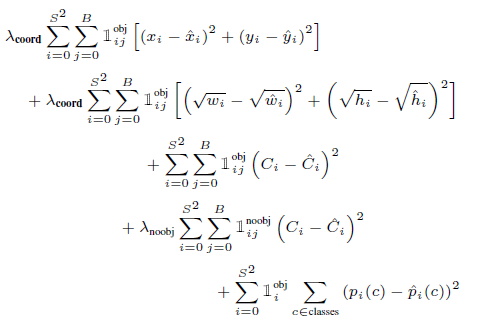 λcoord ∑_{i=0}^{S²} ∑_{j=0}^{B} 𝟙_{ij}^{obj} [(x_i − x̂_i)² + (y_i − ŷ_i)²]
+ λcoord ∑_{i=0}^{S²} ∑_{j=0}^{B} 𝟙_{ij}^{obj} [(√w_i − √ŵ_i)² + (√h_i − √ĥ_i)²]
+ ∑_{i=0}^{S²} ∑_{j=0}^{B} 𝟙_{ij}^{obj} (C_i − Ĉ_i)²
+ λnoobj ∑_{i=0}^{S²} ∑_{j=0}^{B} 𝟙_{ij}^{noobj} (C_i − Ĉ_i)²
+ ∑_{i=0}^{S²} 𝟙_{i}^{obj} ∑_{c∈classes} (p_i(c) − p̂_i(c))²